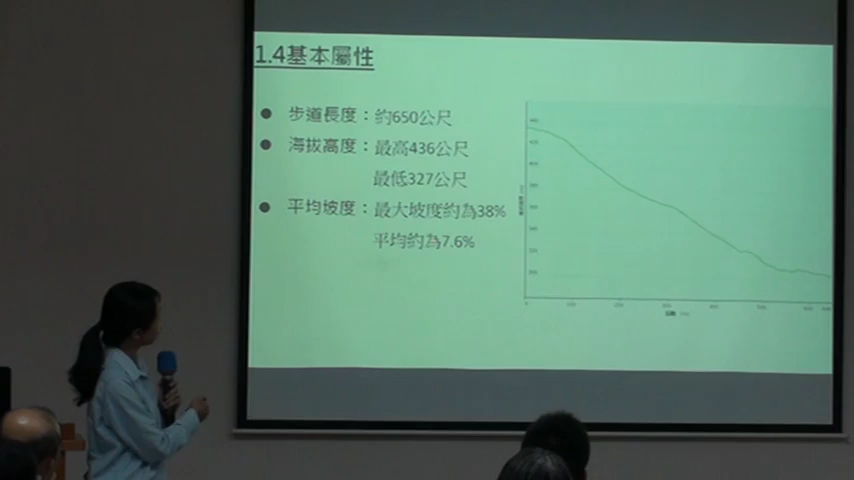 1.4基本屬性
● 步道長度：約650公尺
● 海拔高度：最高436公尺
最低327公尺
● 平均坡度：最大坡度約為38%
平均約為7.6%